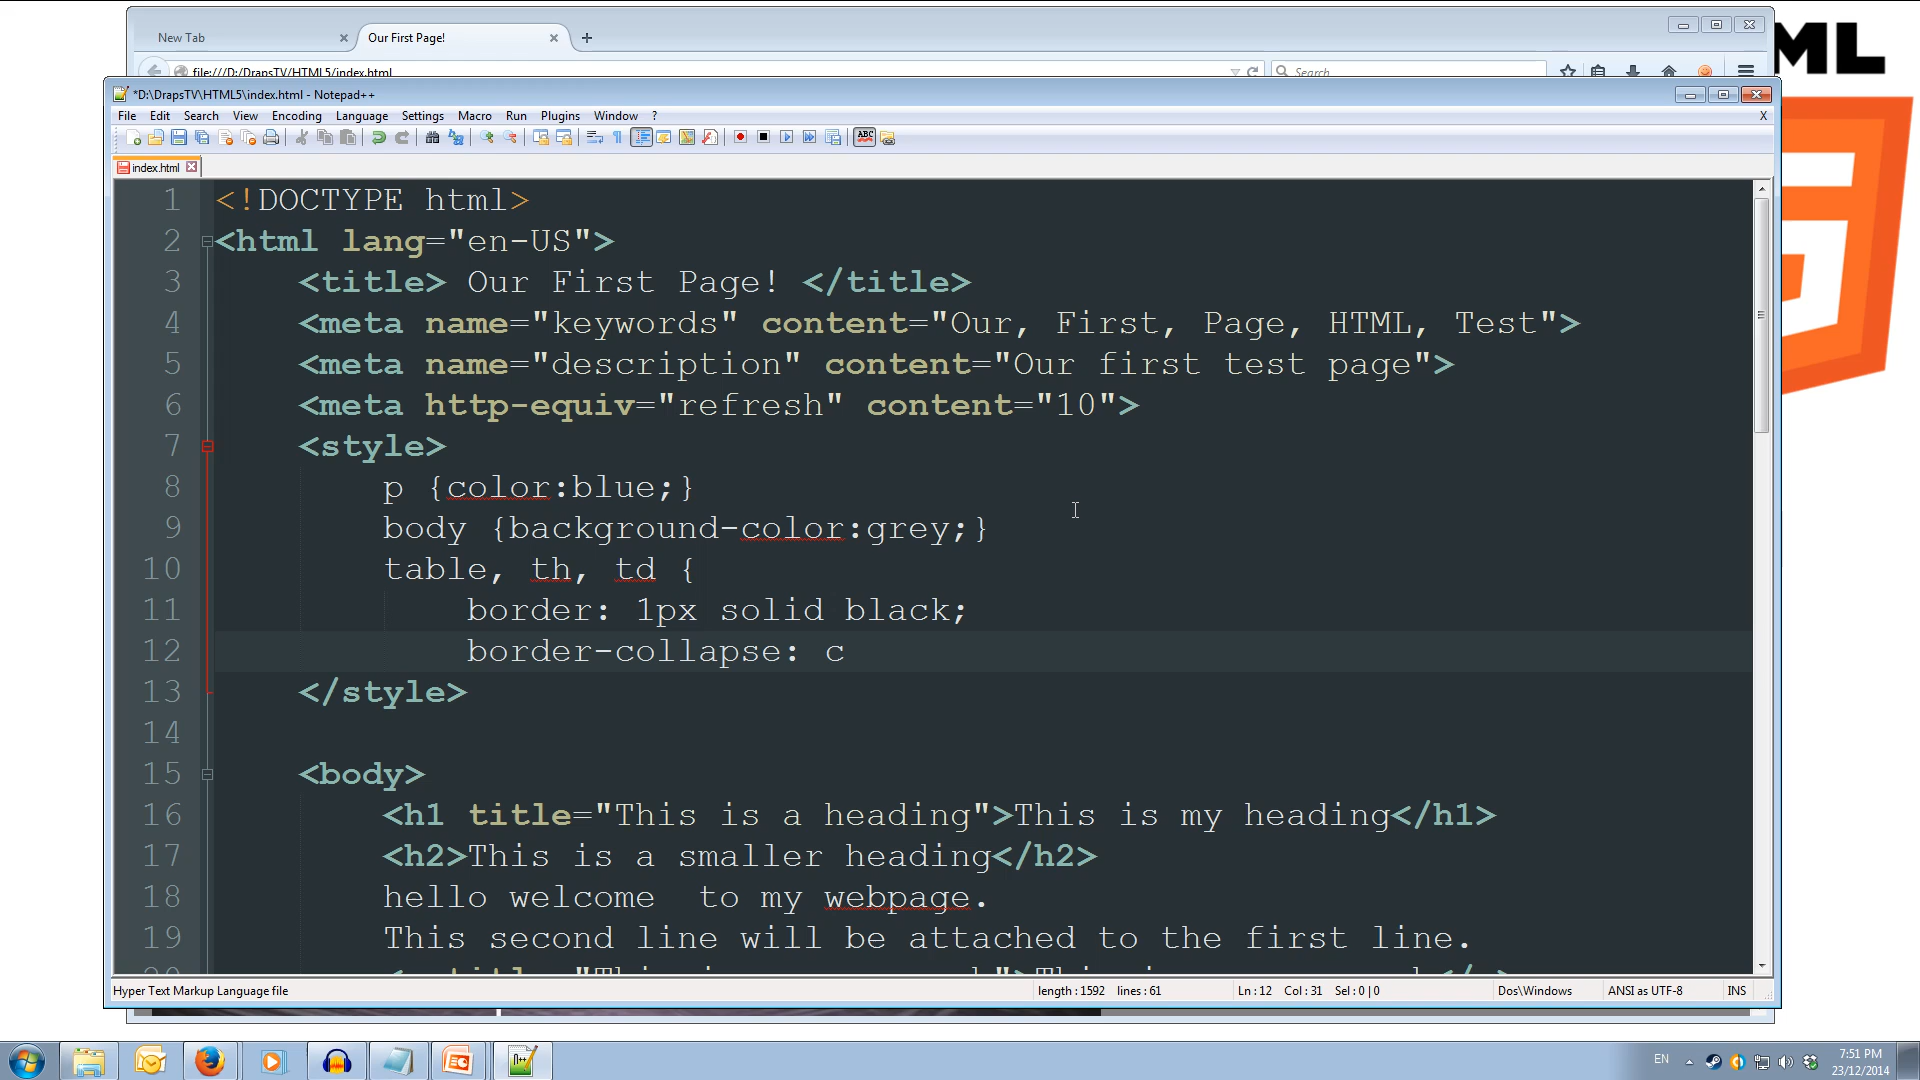 ML
New Tab
Our First Page!
file:///D:/DrapsTV/HTML5/index.html
Search
*D:\DrapsTV\HTML5\index.html - Notepad++
File Edit Search View Encoding Language Settings Macro Run Plugins Window ? X
ABC
index.html
1 <!DOCTYPE html>
2 <html lang="en-US">
3 <title> Our First Page! </title>
4 <meta name="keywords" content="Our, First, Page, HTML, Test">
5 <meta name="description" content="Our first test page">
6 <meta http-equiv="refresh" content="10">
7 <style>
8 p {color:blue;}
9 body {background-color:grey;}
10 table, th, td {
11 border: 1px solid black;
12 border-collapse: c
13 </style>
14
15 <body>
16 <h1 title="This is a heading">This is my heading</h1>
17 <h2>This is a smaller heading</h2>
18 hello welcome  to my webpage.
19 This second line will be attached to the first line.
Hyper Text Markup Language file
length : 1592 lines : 61
Ln : 12 Col : 31 Sel : 0 | 0
Dos\Windows
ANSI as UTF-8
INS
EN
7:51 PM
23/12/2014